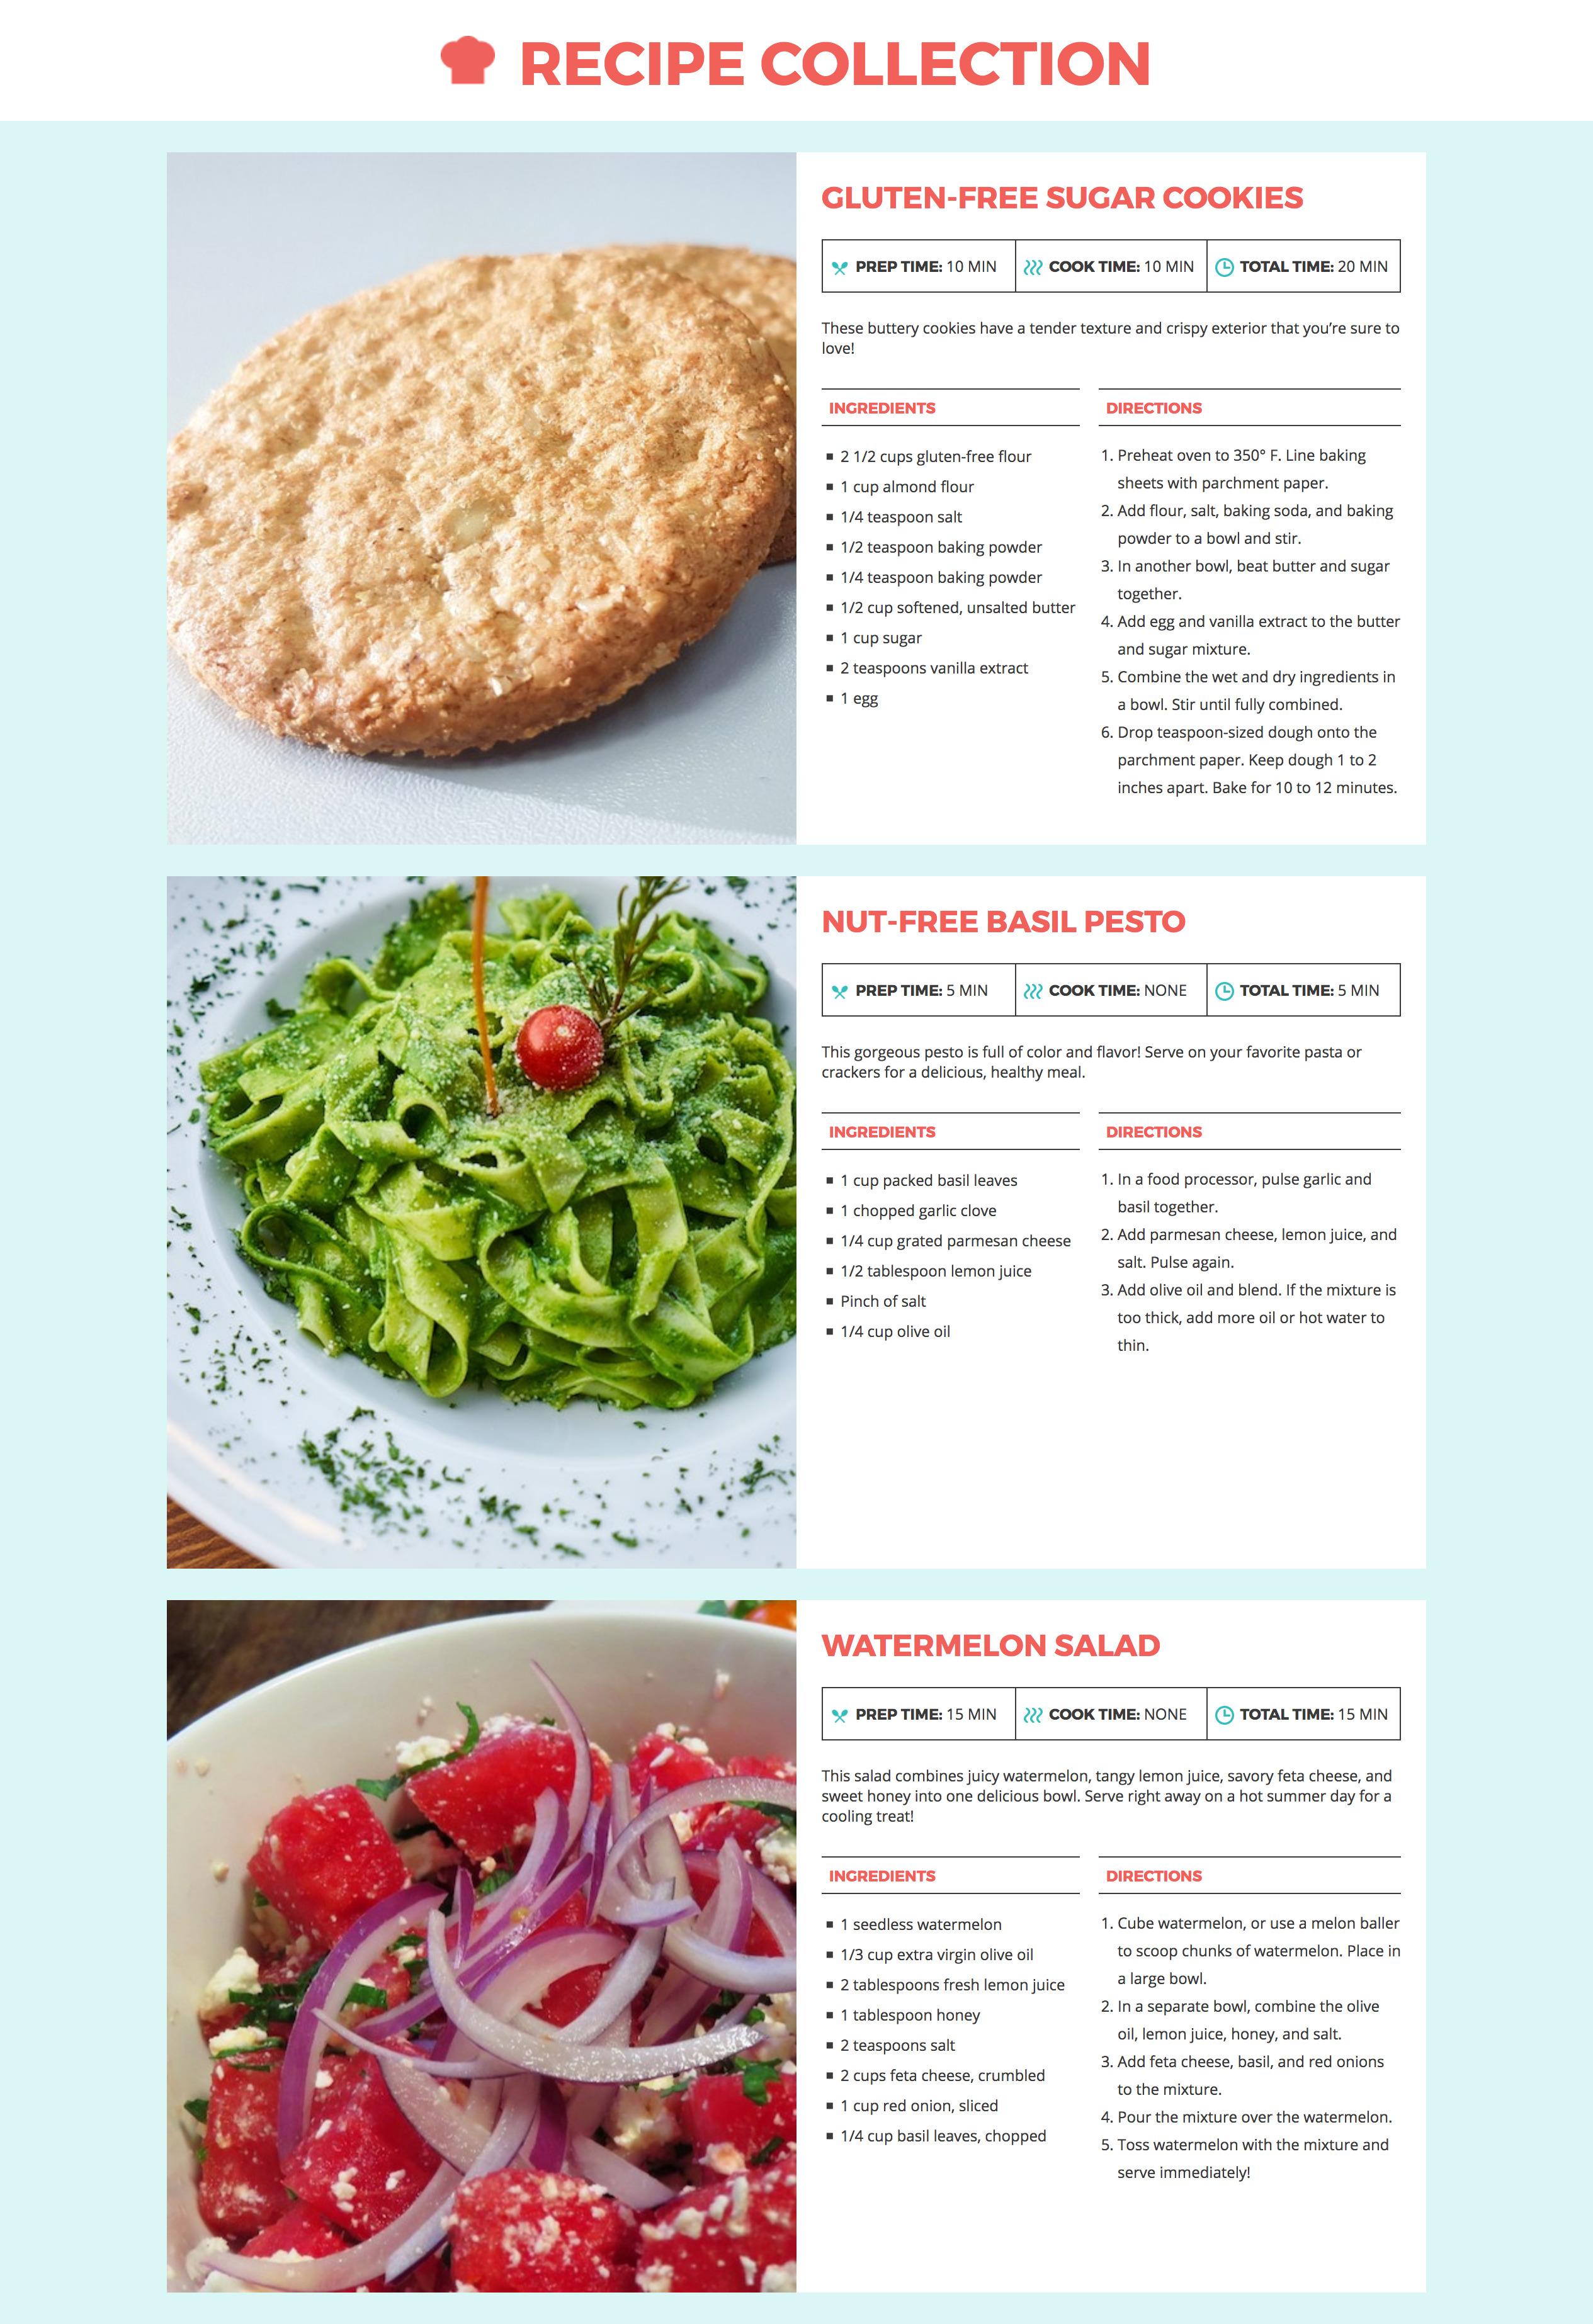 RECIPE COLLECTION
GLUTEN-FREE SUGAR COOKIES
PREP TIME: 10 MIN
COOK TIME: 10 MIN
TOTAL TIME: 20 MIN
These buttery cookies have a tender texture and crispy exterior that you’re sure to
love!
INGREDIENTS
2 1/2 cups gluten-free flour
1 cup almond flour
1/4 teaspoon salt
1/2 teaspoon baking powder
1/4 teaspoon baking powder
1/2 cup softened, unsalted butter
1 cup sugar
2 teaspoons vanilla extract
1 egg
DIRECTIONS
1. Preheat oven to 350° F. Line baking
sheets with parchment paper.
2. Add flour, salt, baking soda, and baking
powder to a bowl and stir.
3. In another bowl, beat butter and sugar
together.
4. Add egg and vanilla extract to the butter
and sugar mixture.
5. Combine the wet and dry ingredients in
a bowl. Stir until fully combined.
6. Drop teaspoon-sized dough onto the
parchment paper. Keep dough 1 to 2
inches apart. Bake for 10 to 12 minutes.
NUT-FREE BASIL PESTO
PREP TIME: 5 MIN
COOK TIME: NONE
TOTAL TIME: 5 MIN
This gorgeous pesto is full of color and flavor! Serve on your favorite pasta or
crackers for a delicious, healthy meal.
INGREDIENTS
1 cup packed basil leaves
1 chopped garlic clove
1/4 cup grated parmesan cheese
1/2 tablespoon lemon juice
Pinch of salt
1/4 cup olive oil
DIRECTIONS
1. In a food processor, pulse garlic and
basil together.
2. Add parmesan cheese, lemon juice, and
salt. Pulse again.
3. Add olive oil and blend. If the mixture is
too thick, add more oil or hot water to
thin.
WATERMELON SALAD
PREP TIME: 15 MIN
COOK TIME: NONE
TOTAL TIME: 15 MIN
This salad combines juicy watermelon, tangy lemon juice, savory feta cheese, and
sweet honey into one delicious bowl. Serve right away on a hot summer day for a
cooling treat!
INGREDIENTS
1 seedless watermelon
1/3 cup extra virgin olive oil
2 tablespoons fresh lemon juice
1 tablespoon honey
2 teaspoons salt
2 cups feta cheese, crumbled
1 cup red onion, sliced
1/4 cup basil leaves, chopped
DIRECTIONS
1. Cube watermelon, or use a melon baller
to scoop chunks of watermelon. Place in
a large bowl.
2. In a separate bowl, combine the olive
oil, lemon juice, honey, and salt.
3. Add feta cheese, basil, and red onions
to the mixture.
4. Pour the mixture over the watermelon.
5. Toss watermelon with the mixture and
serve immediately!